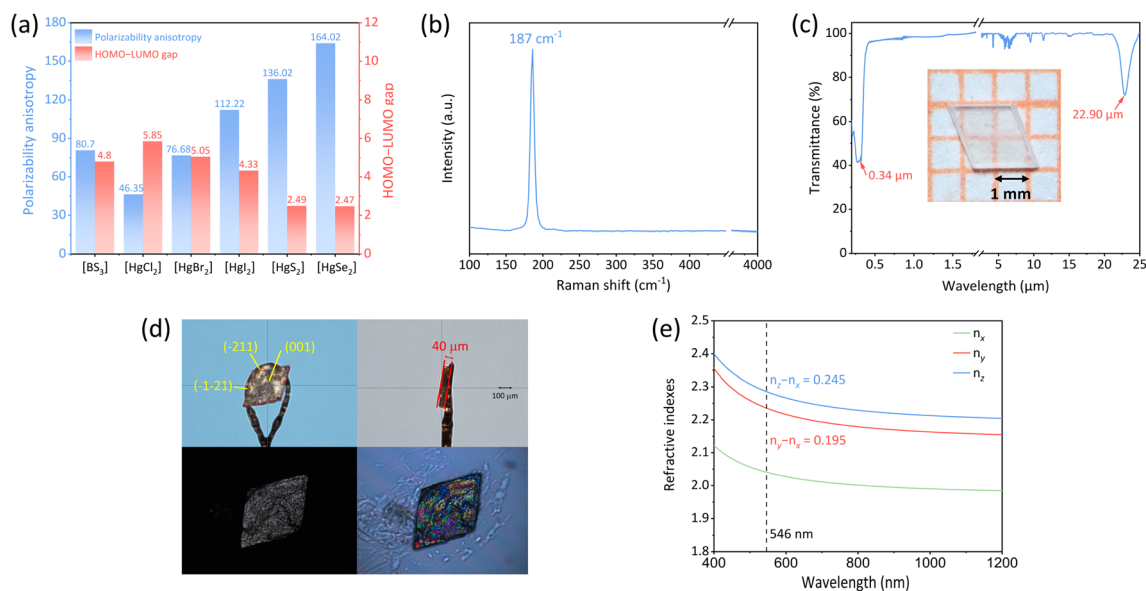 (a)
Polarizability anisotropy
HOMO−LUMO gap
180
150
120
90
60
30
0
Polarizability anisotropy
80.7
4.8
46.35
5.85
76.68
5.05
112.22
4.33
136.02
2.49
164.02
2.47
12
10
8
6
4
2
0
HOMO−LUMO gap
[BS₃]
[HgCl₂]
[HgBr₂]
[HgI₂]
[HgS₂]
[HgSe₂]
(b)
187 cm⁻¹
Intensity (a.u.)
100
150
200
250
300
350
400
4000
Raman shift (cm⁻¹)
(c)
100
80
60
40
20
0
Transmittance (%)
0.34 μm
22.90 μm
1 mm
0.5
1.0
1.5
5
10
15
20
25
Wavelength (μm)
(d)
(-211)
(001)
(-1-21)
40 μm
100 μm
(e)
2.5
2.4
2.3
2.2
2.1
2.0
1.9
1.8
Refractive indexes
nₓ
n_y
n_z
n_z−nₓ = 0.245
n_y−nₓ = 0.195
546 nm
400
600
800
1000
1200
Wavelength (nm)